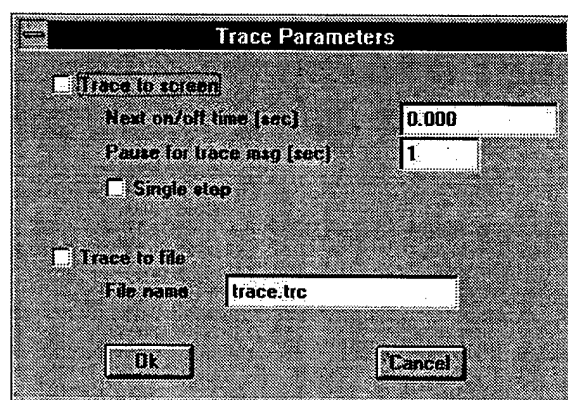 Trace Parameters
Trace to screen
Next on/off time (sec) 0.000
Pause for trace msg (sec) 1
Single step
Trace to file
File name trace.trc
Ok Cancel